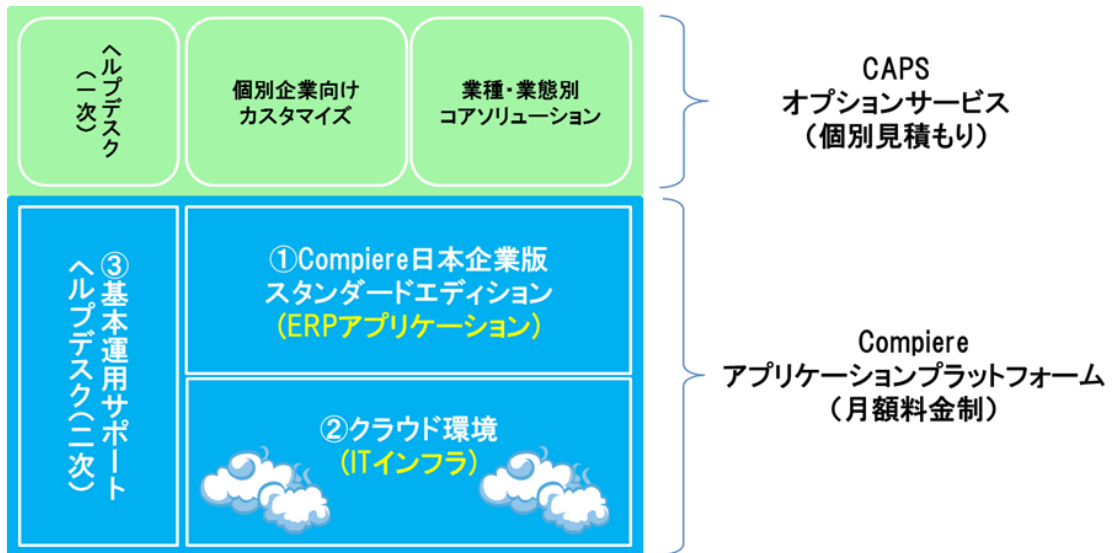 ヘルプデスク
（一次）
個別企業向け
カスタマイズ
業種・業態別
コアソリューション
CAPS
オプションサービス
（個別見積もり）
③基本運用サポート
ヘルプデスク（二次）
①Compiere日本企業版
スタンダードエディション
（ERPアプリケーション）
②クラウド環境
（ITインフラ）
Compiere
アプリケーションプラットフォーム
（月額料金制）